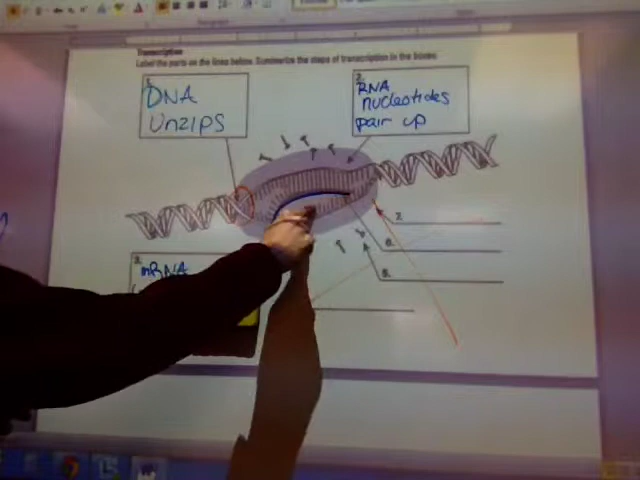 Transcription
Label the parts on the lines below. Summarize the steps of transcription in the boxes.
1.
DNA
Unzips
2.
RNA
nucleotides
pair up
7.
6.
3.
mRNA